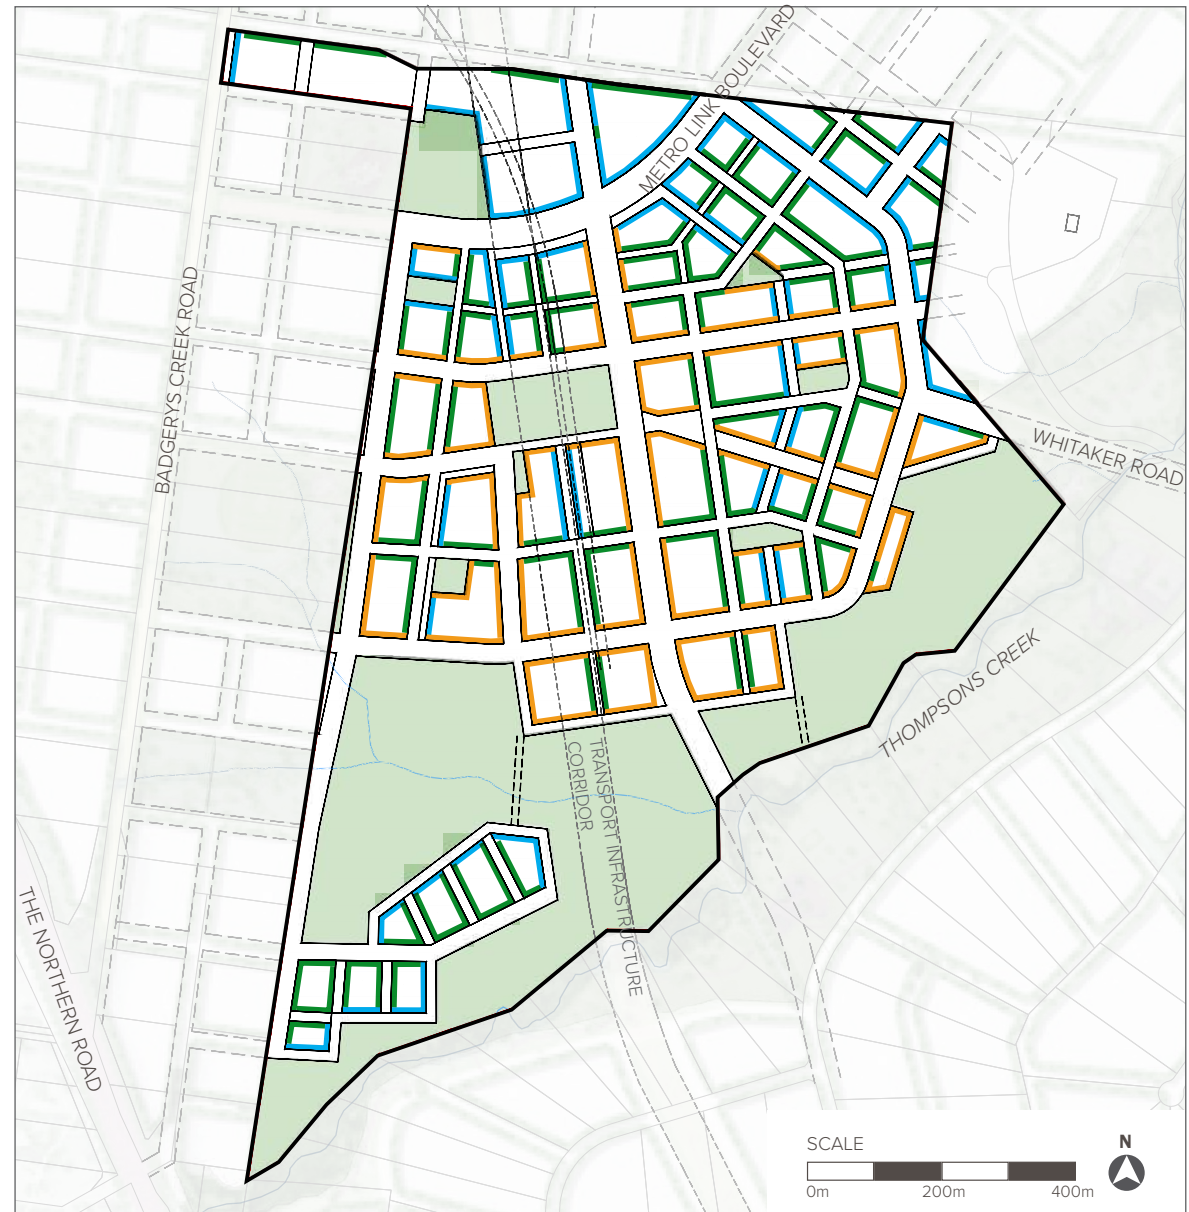 METRO LINK BOULEVARD
BADGERYS CREEK ROAD
WHITAKER ROAD
THOMPSONS CREEK
TRANSPORT INFRASTRUCTURE
CORRIDOR
THE NORTHERN ROAD
SCALE
N
0m 200m 400m